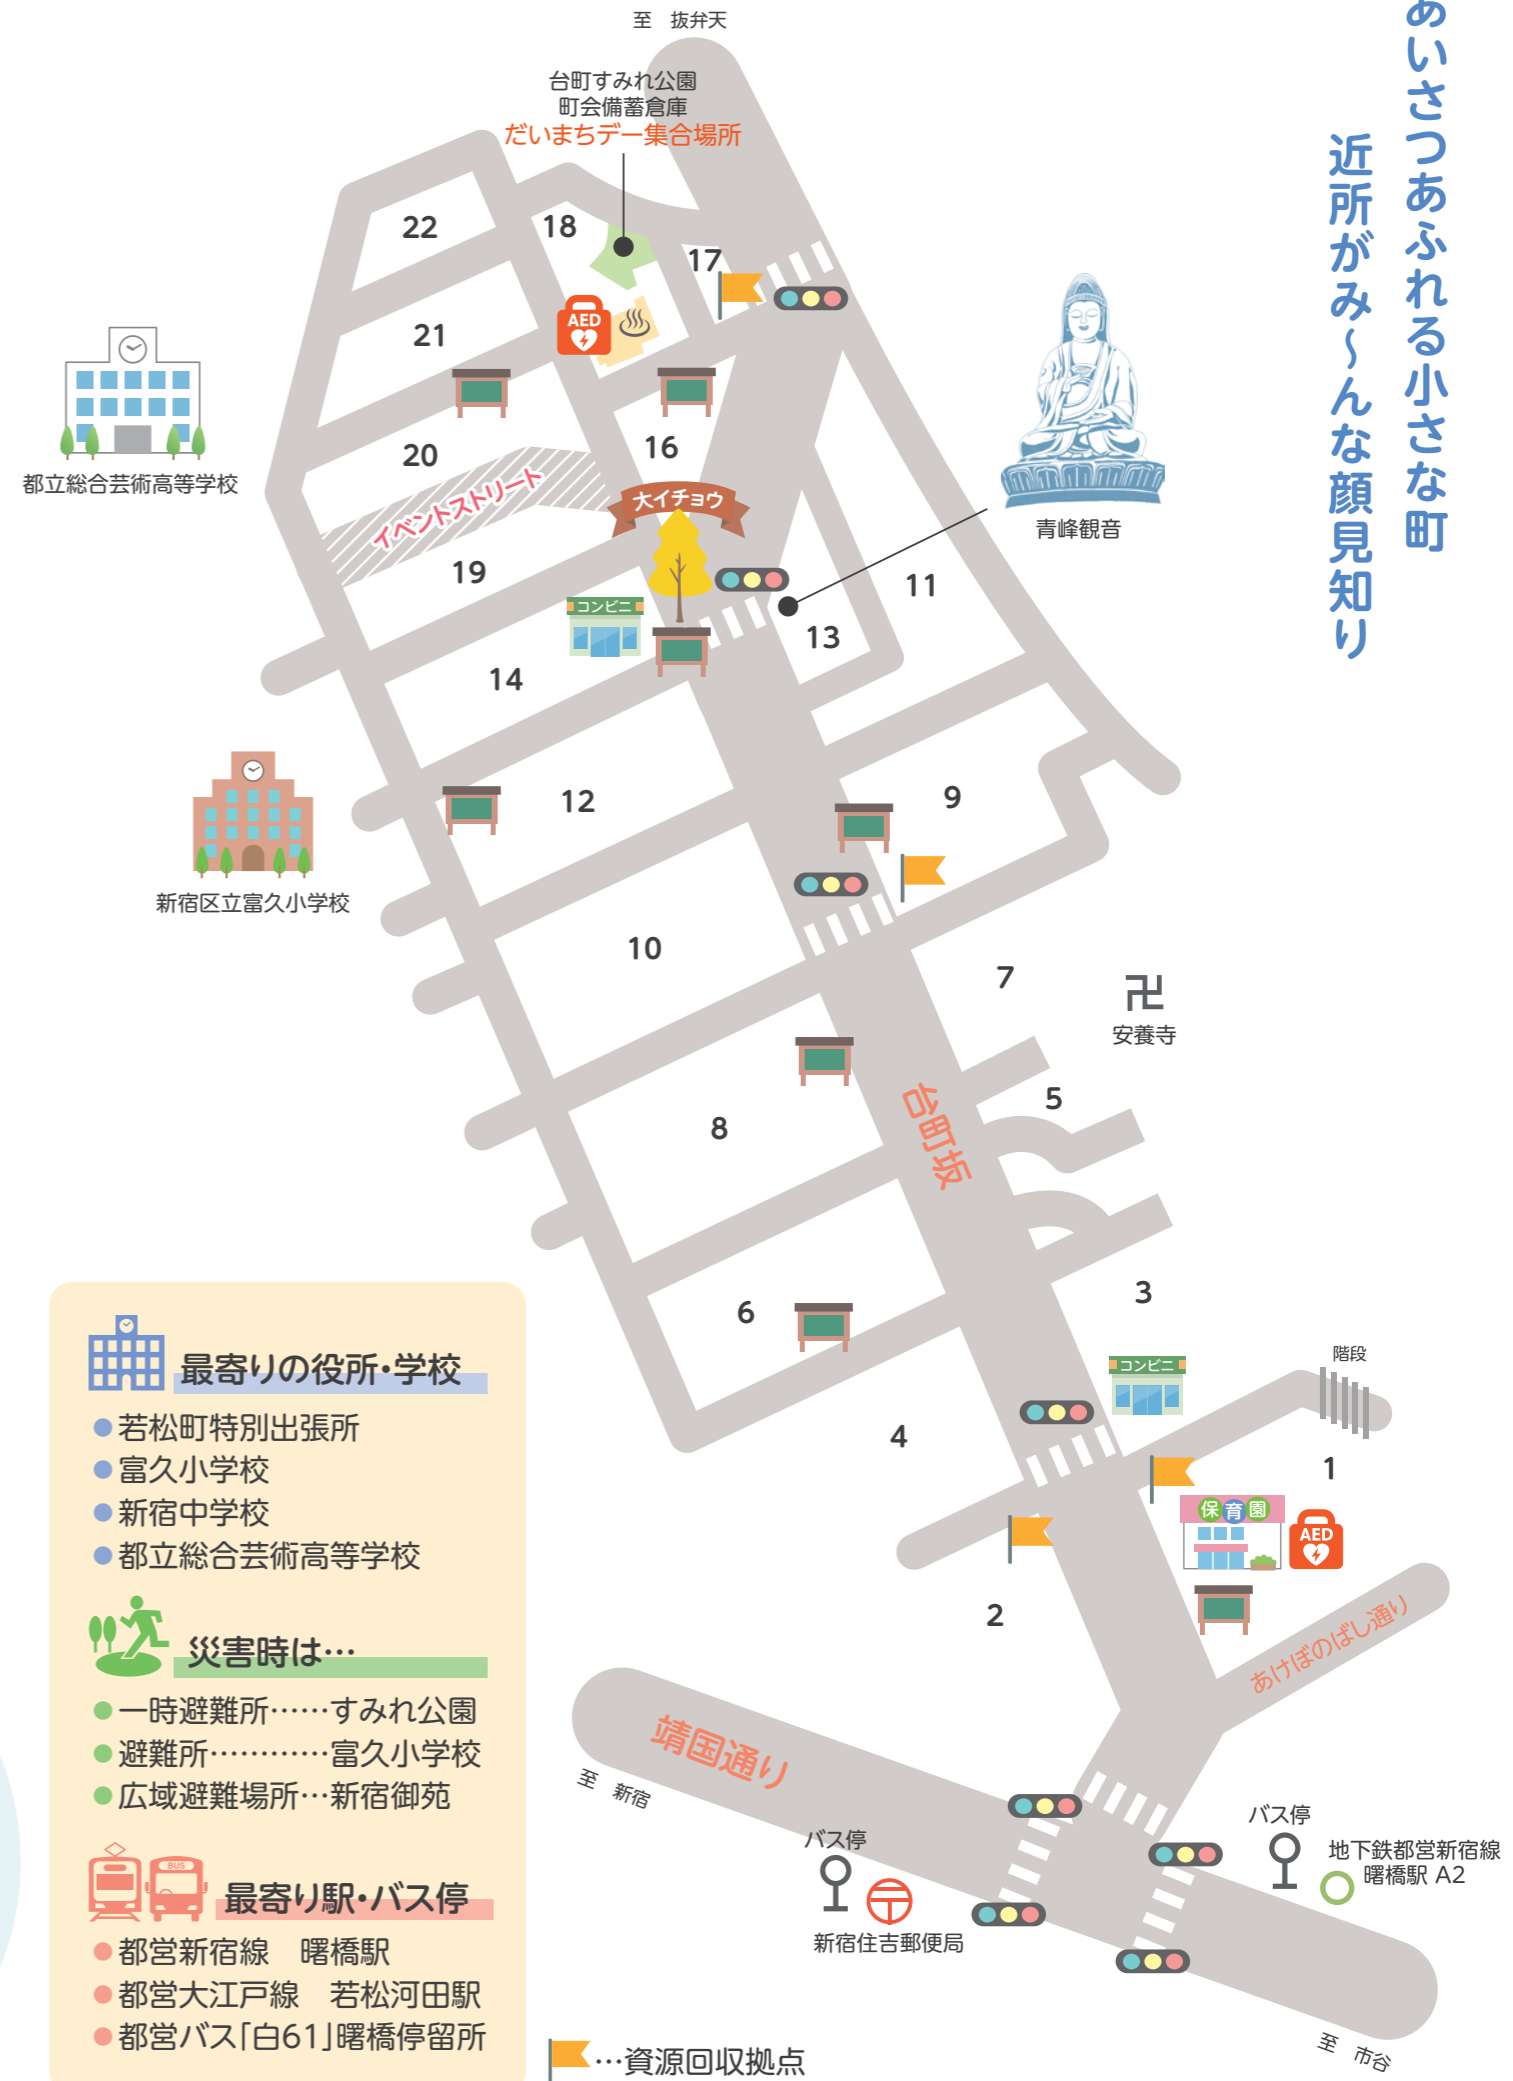 あいさつあふれる小さな町
近所がみ〜んな顔見知り
至 抜弁天
台町すみれ公園
町会備蓄倉庫
だいまちデー集合場所
22
18
17
21
AED
都立総合芸術高等学校
20
16
イベントストリート
大イチョウ
青峰観音
19
11
コンビニ
13
14
12
9
新宿区立富久小学校
10
7
卍
安養寺
5
台町坂
8
3
6
階段
コンビニ
4
1
保育園
AED
2
あけぼのばし通り
靖国通り
至 新宿
バス停
新宿住吉郵便局
バス停
地下鉄都営新宿線
曙橋駅 A2
至 市谷
最寄りの役所・学校
●若松町特別出張所
●富久小学校
●新宿中学校
●都立総合芸術高等学校
災害時は…
●一時避難所……すみれ公園
●避難所…………富久小学校
●広域避難場所…新宿御苑
BUS
最寄り駅・バス停
●都営新宿線 曙橋駅
●都営大江戸線 若松河田駅
●都営バス「白61」曙橋停留所
…資源回収拠点